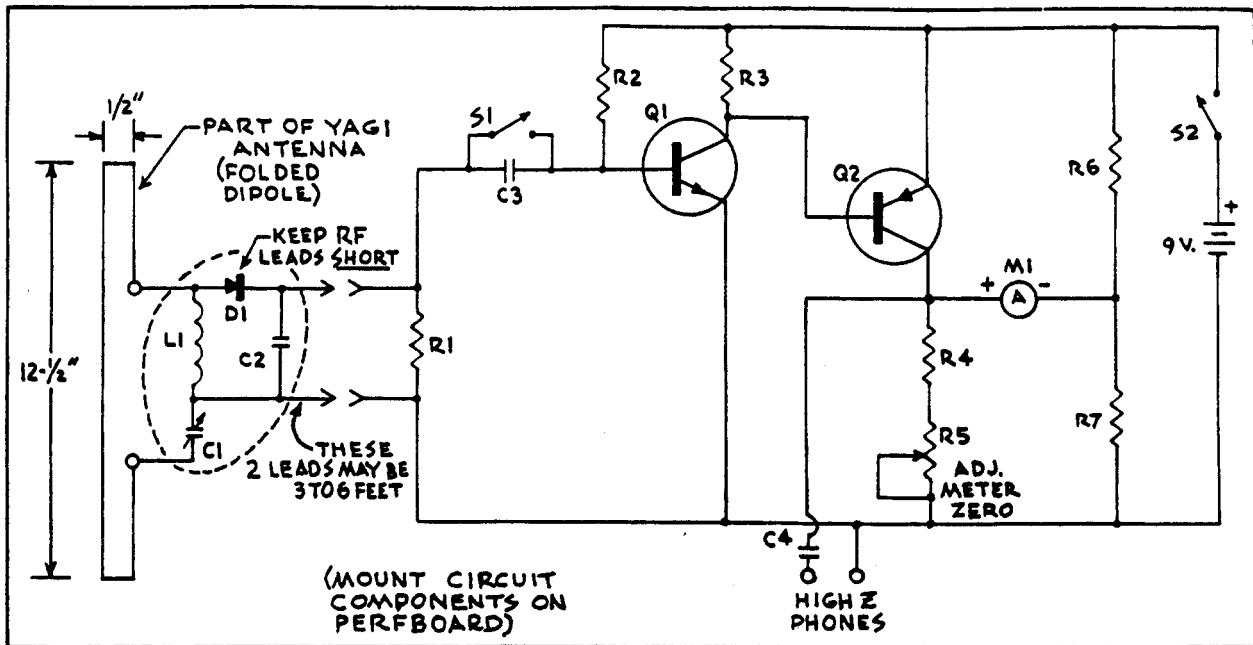 1/2"
PART OF YAGI
ANTENNA
(FOLDED
DIPOLE)
12-1/2"
KEEP RF
LEADS SHORT
D1
L1
C2
C1
THESE
2 LEADS MAY BE
3 TO 6 FEET
R1
S1
C3
R2
R3
Q1
Q2
M1
+
A
-
R4
R5
ADJ.
METER
ZERO
R6
R7
S2
+
9V.
C4
HIGH Z
PHONES
(MOUNT CIRCUIT
COMPONENTS ON
PERFBOARD)